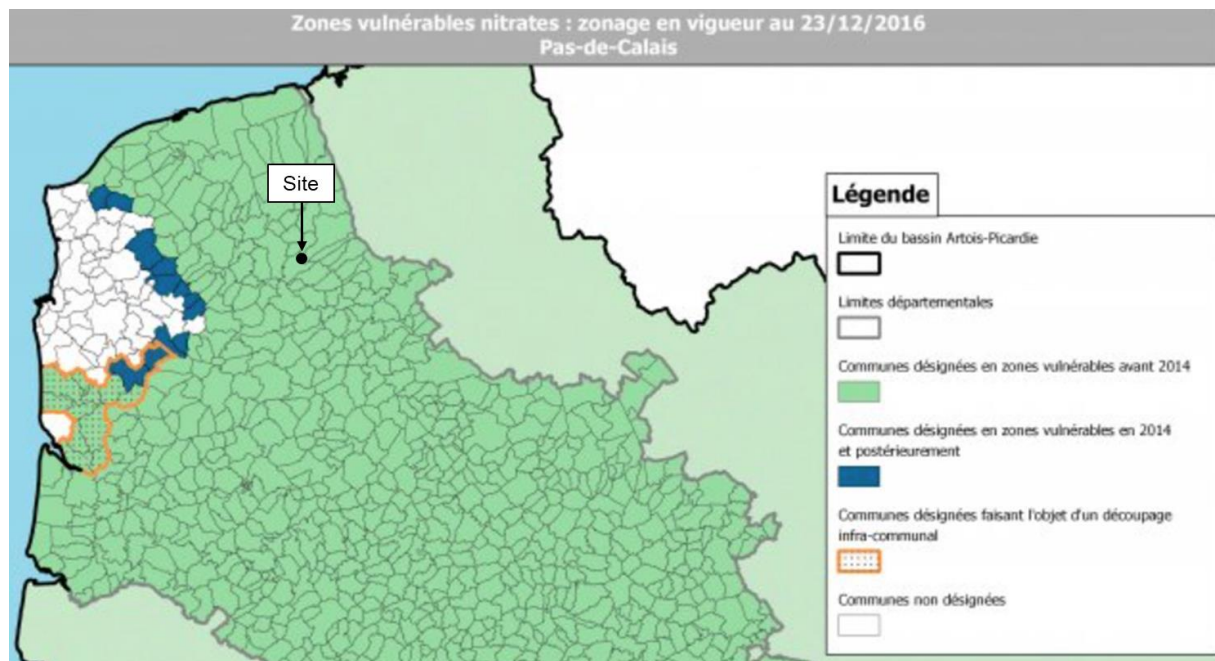 Zones vulnérables nitrates : zonage en vigueur au 23/12/2016
Pas-de-Calais
Site
Légende
Limite du bassin Artois-Picardie
Limites départementales
Communes désignées en zones vulnérables avant 2014
Communes désignées en zones vulnérables en 2014
et postérieurement
Communes désignées faisant l'objet d'un découpage
infra-communal
Communes non désignées